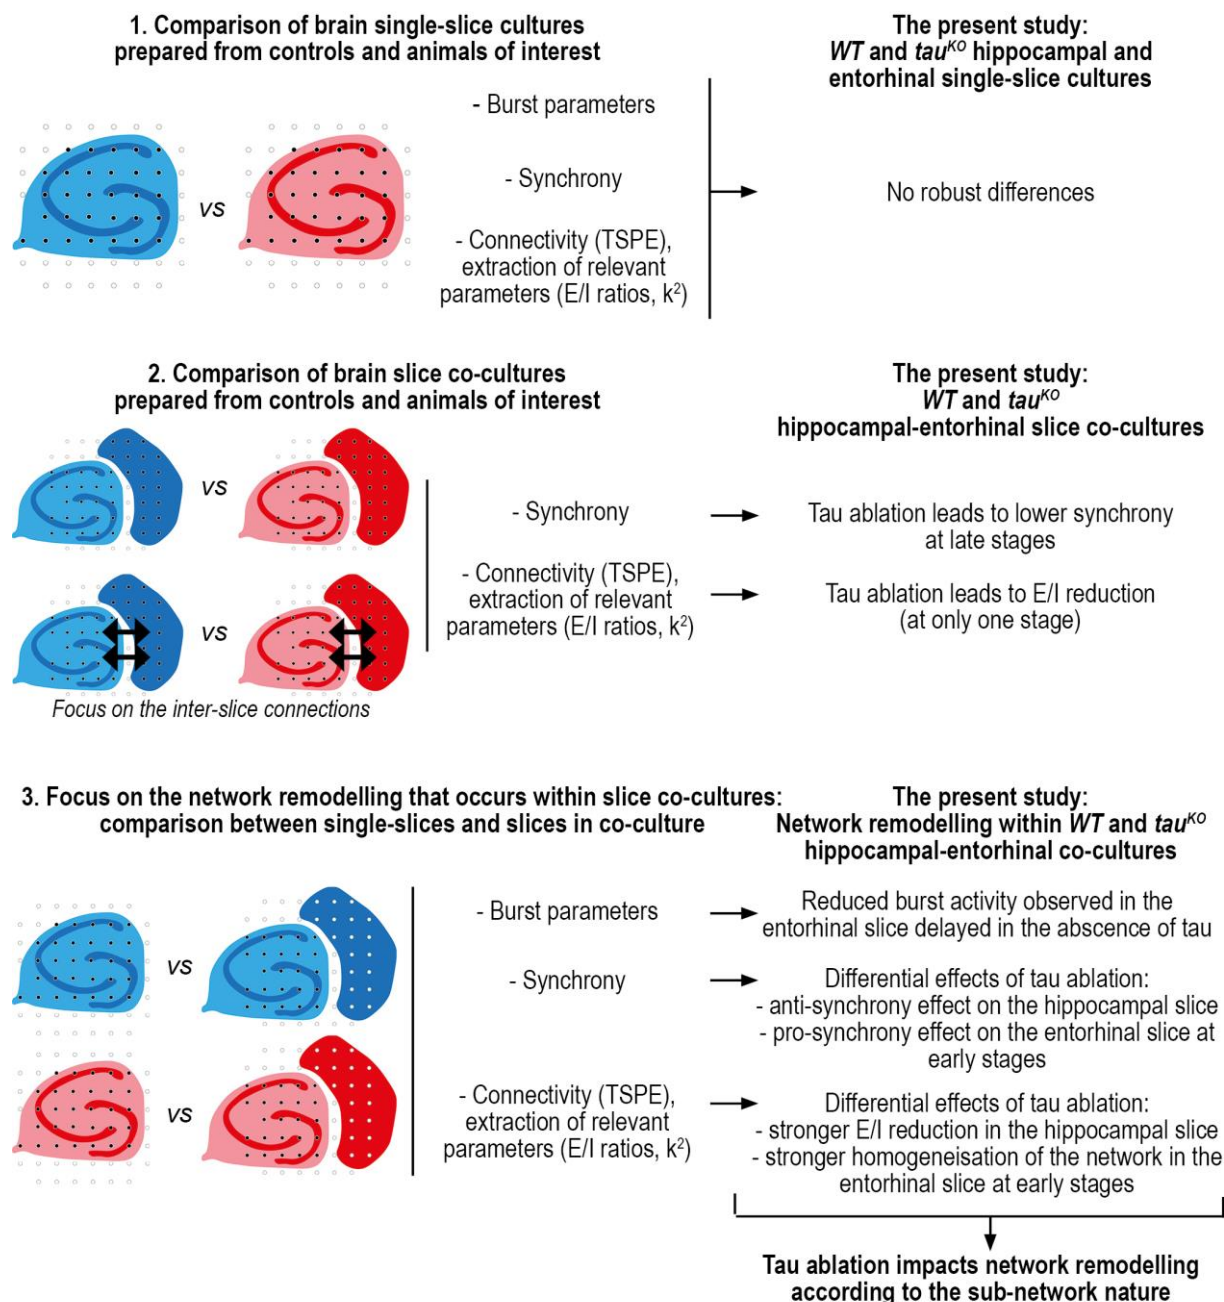 1. Comparison of brain single-slice cultures
prepared from controls and animals of interest
The present study:
WT and tau^KO hippocampal and
entorhinal single-slice cultures
vs
- Burst parameters
- Synchrony
- Connectivity (TSPE),
extraction of relevant
parameters (E/I ratios, k²)
No robust differences
2. Comparison of brain slice co-cultures
prepared from controls and animals of interest
The present study:
WT and tau^KO
hippocampal-entorhinal slice co-cultures
vs
vs
Focus on the inter-slice connections
- Synchrony
- Connectivity (TSPE),
extraction of relevant
parameters (E/I ratios, k²)
Tau ablation leads to lower synchrony
at late stages
Tau ablation leads to E/I reduction
(at only one stage)
3. Focus on the network remodelling that occurs within slice co-cultures:
comparison between single-slices and slices in co-culture
The present study:
Network remodelling within WT and tau^KO
hippocampal-entorhinal co-cultures
vs
vs
- Burst parameters
- Synchrony
- Connectivity (TSPE),
extraction of relevant
parameters (E/I ratios, k²)
Reduced burst activity observed in the
entorhinal slice delayed in the abscence of tau
Differential effects of tau ablation:
- anti-synchrony effect on the hippocampal slice
- pro-synchrony effect on the entorhinal slice at
early stages
Differential effects of tau ablation:
- stronger E/I reduction in the hippocampal slice
- stronger homogeneisation of the network in the
entorhinal slice at early stages
Tau ablation impacts network remodelling
according to the sub-network nature